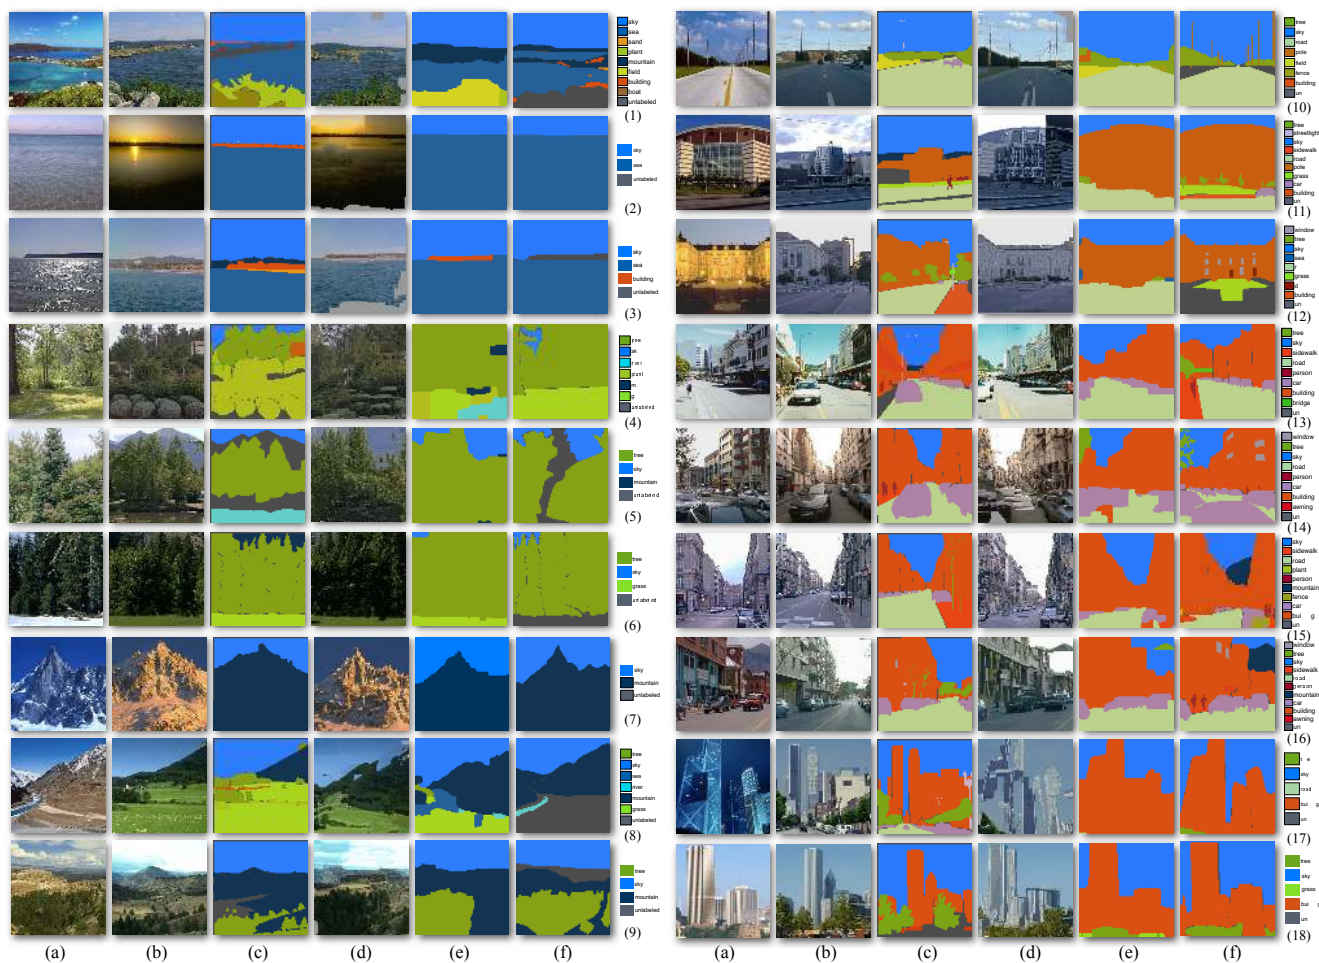 sky
sea
sand
plant
mountain
field
building
boat
unlabeled
(1)
sky
sea
unlabeled
(2)
sky
sea
building
unlabeled
(3)
plant
unlabeled
(4)
tree
sky
mountain
unlabeled
(5)
tree
sky
grass
unlabeled
(6)
sky
mountain
unlabeled
(7)
tree
sky
sea
river
mountain
grass
unlabeled
(8)
tree
sky
mountain
unlabeled
(9)
(a) (b) (c) (d) (e) (f)
tree
sky
road
pole
field
fence
building
un
(10)
tree
streetlight
sky
sidewalk
road
pole
grass
car
building
un
(11)
window
tree
sky
sea
r
grass
d
building
un
(12)
tree
sky
sidewalk
road
person
car
building
bridge
un
(13)
window
tree
sky
road
person
car
building
awning
un
(14)
sky
sidewalk
road
plant
person
mountain
fence
car
bui g
un
(15)
window
tree
sky
sidewalk
road
person
mountain
car
building
awning
un
(16)
t e
sky
road
bui g
un
(17)
tree
sky
grass
bui g
un
(18)
(a) (b) (c) (d) (e) (f)